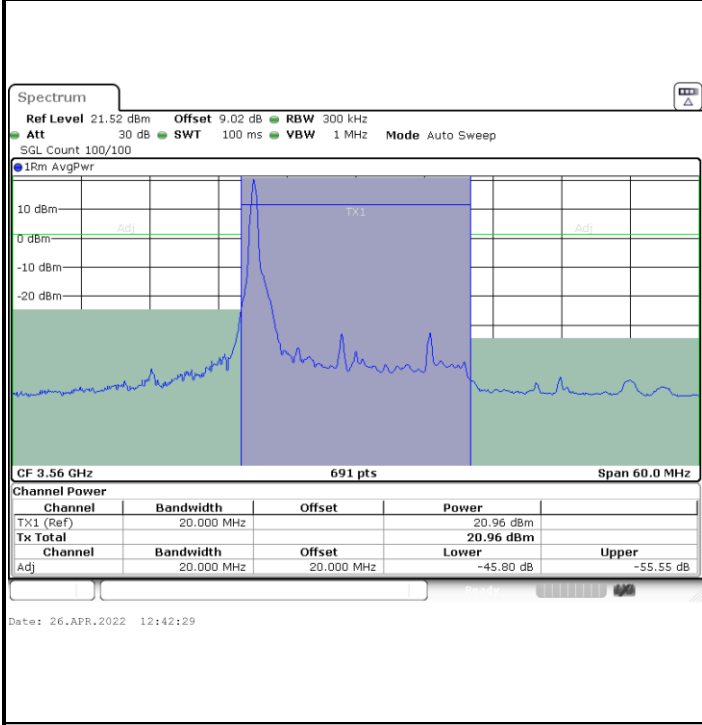 Spectrum
Ref Level 21.52 dBm Offset 9.02 dB RBW 300 kHz
Att 30 dB SWT 100 ms VBW 1 MHz Mode Auto Sweep
SGL Count 100/100
1Rm AvgPwr
10 dBm
TX1
Adj Adj
0 dBm
-10 dBm
-20 dBm
CF 3.56 GHz 691 pts Span 60.0 MHz
Channel Power
Channel Bandwidth Offset Power
TX1 (Ref) 20.000 MHz 20.96 dBm
Tx Total 20.96 dBm
Channel Bandwidth Offset Lower Upper
Adj 20.000 MHz 20.000 MHz -45.80 dB -55.55 dB
Ready
Date: 26.APR.2022 12:42:29